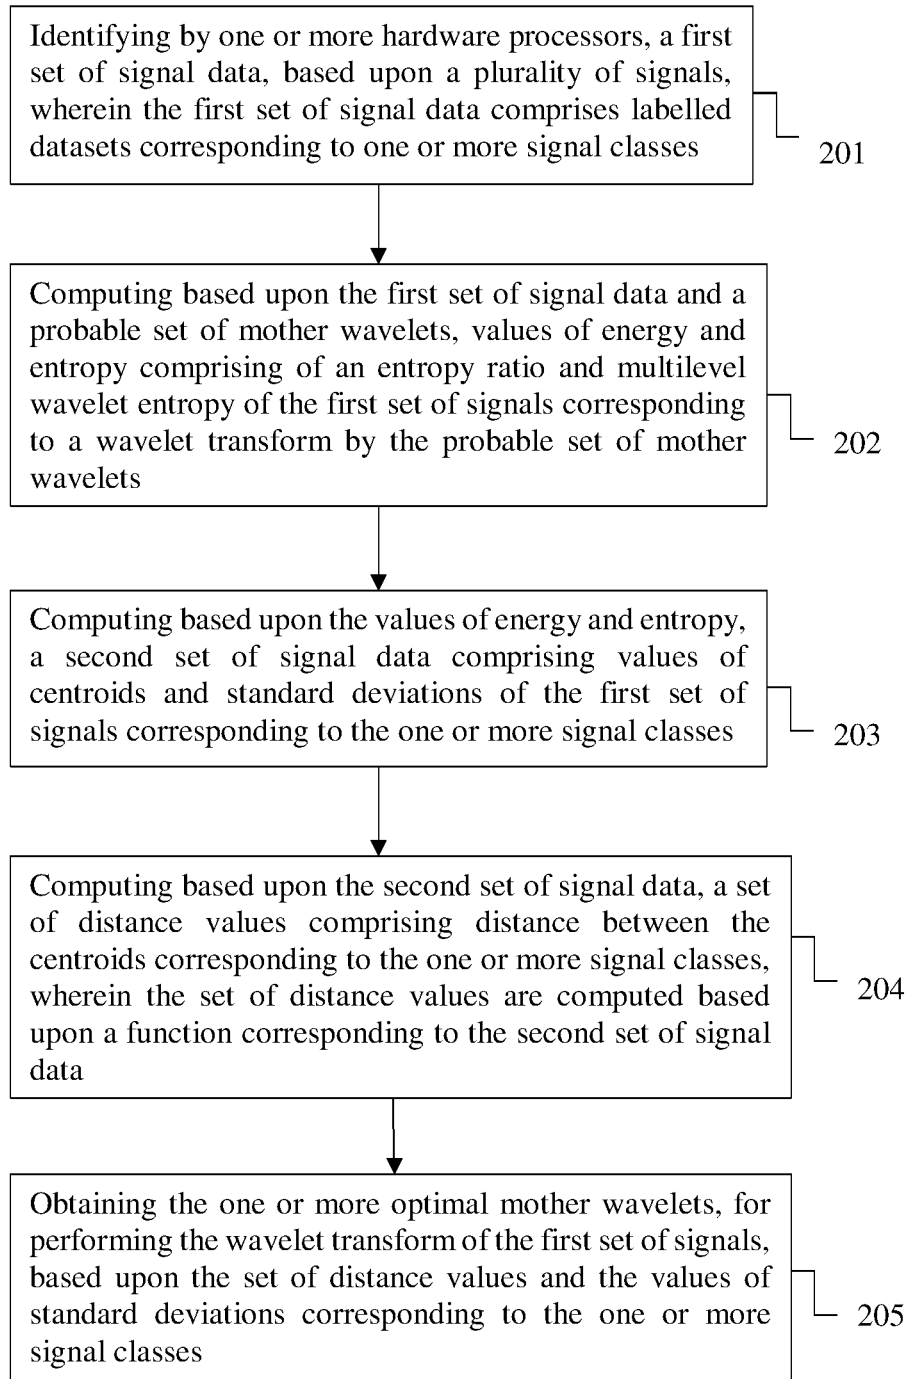 Identifying by one or more hardware processors, a first
set of signal data, based upon a plurality of signals,
wherein the first set of signal data comprises labelled
datasets corresponding to one or more signal classes
201
Computing based upon the first set of signal data and a
probable set of mother wavelets, values of energy and
entropy comprising of an entropy ratio and multilevel
wavelet entropy of the first set of signals corresponding
to a wavelet transform by the probable set of mother
wavelets
202
Computing based upon the values of energy and entropy,
a second set of signal data comprising values of
centroids and standard deviations of the first set of
signals corresponding to the one or more signal classes
203
Computing based upon the second set of signal data, a set
of distance values comprising distance between the
centroids corresponding to the one or more signal classes,
wherein the set of distance values are computed based
upon a function corresponding to the second set of signal
data
204
Obtaining the one or more optimal mother wavelets, for
performing the wavelet transform of the first set of signals,
based upon the set of distance values and the values of
standard deviations corresponding to the one or more
signal classes
205